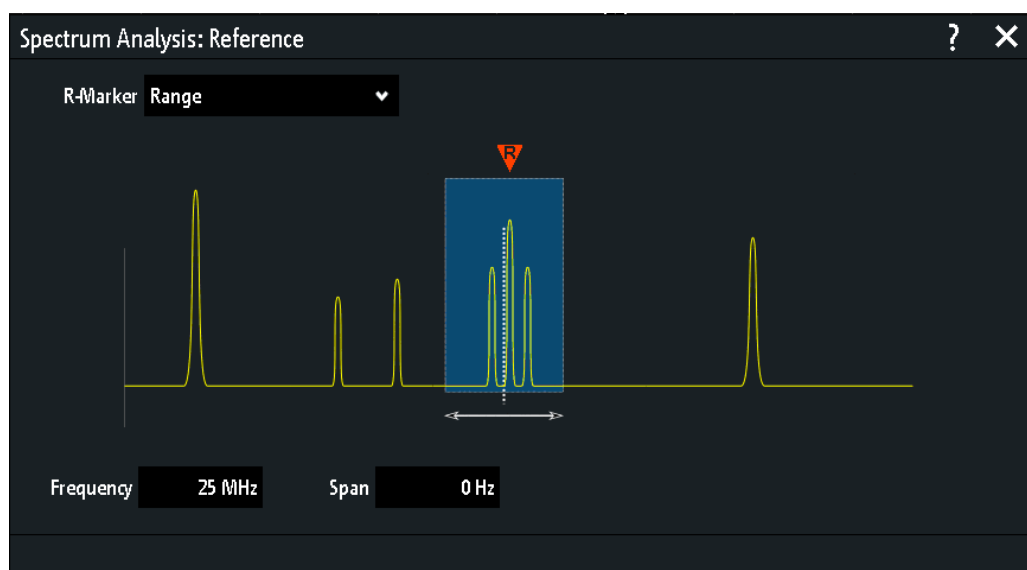 Spectrum Analysis: Reference ?
R-Marker Range
R
Frequency 25 MHz Span 0 Hz